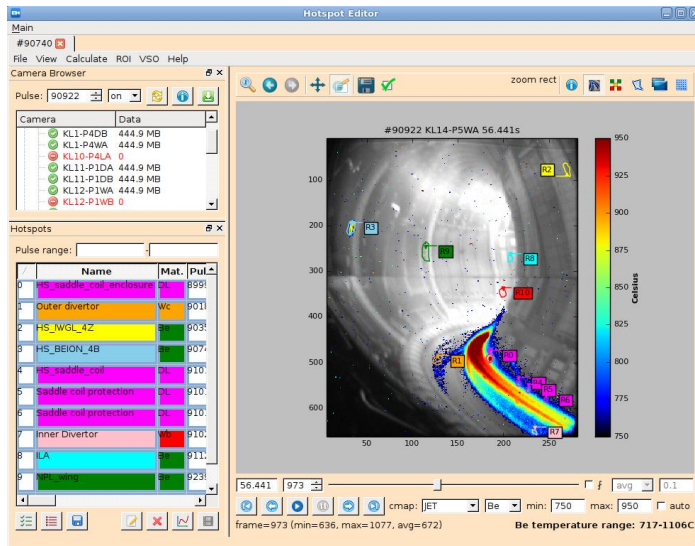 Hotspot Editor
Main
#90740
File View Calculate ROI VSO Help
Camera Browser
Pulse: 90922 on
Camera Data
KL1-P4DB 444.9 MB
KL1-P4WA 444.9 MB
KL10-P4LA 0
KL11-P1DA 444.9 MB
KL11-P1DB 444.9 MB
KL12-P1WA 444.9 MB
KL12-P1WB 0
Hotspots
Pulse range: -
/ Name Mat. Pul
0 HS_saddle_coil_enclosure DL 899
1 Outer divertor Wc 901
2 HS_IWGL_4Z Be 903
3 HS_BEION_4B Be 907
4 HS_saddle_coil DL 910
5 Saddle coil protection DL 910
6 Saddle coil protection DL 910
7 Inner Divertor Wb 910
8 ILA Be 911
9 NPL_wing Be 923
zoom rect
#90922 KL14-P5WA 56.441s
R2
R3
R9
R8
R10
R1
R0
R5
R6
R7
100
200
300
400
500
600
50 100 150 200 250
950
925
900
875
850
825
800
775
750
Celsius
56.441 973 f avg 0.1
cmap: JET Be min: 750 max: 950 auto
frame=973 (min=636, max=1077, avg=672) Be temperature range: 717-1106C